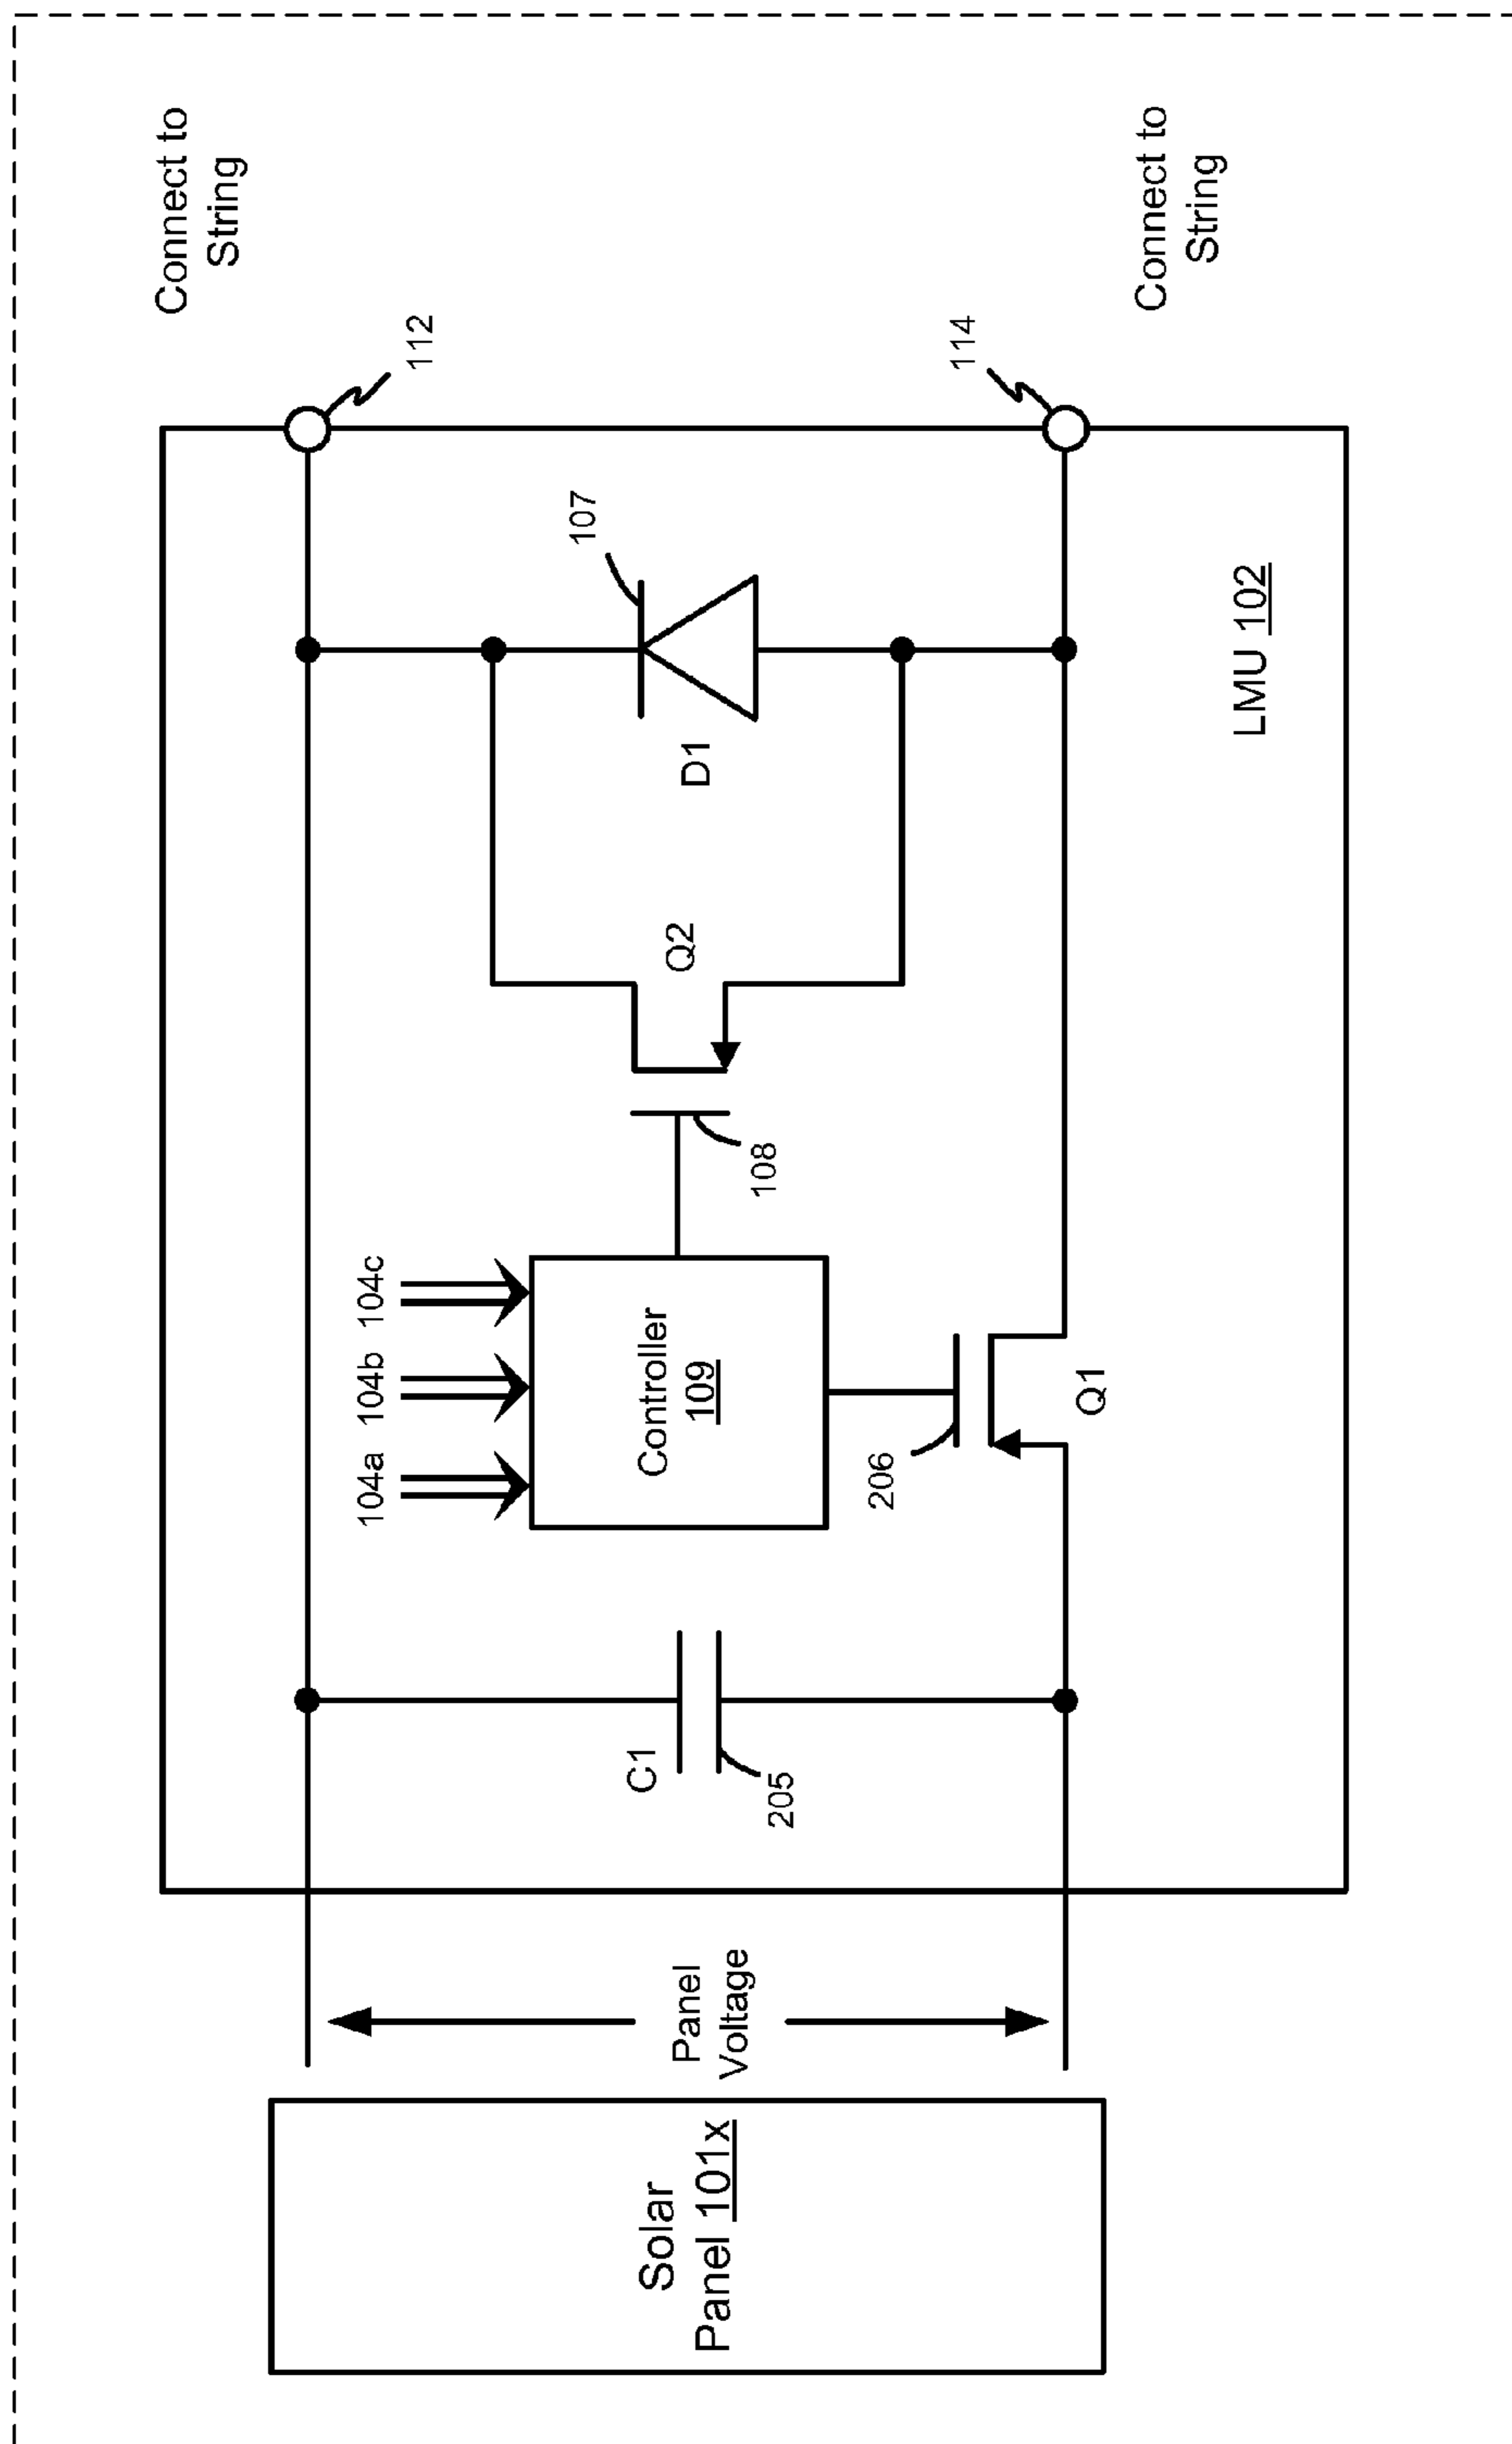 Connect to
String
112
Connect to
String
114
107
D1
Q2
108
LMU 102
104a
104b
104c
Controller
109
206
Q1
C1
205
Panel
Voltage
Solar
Panel 101x